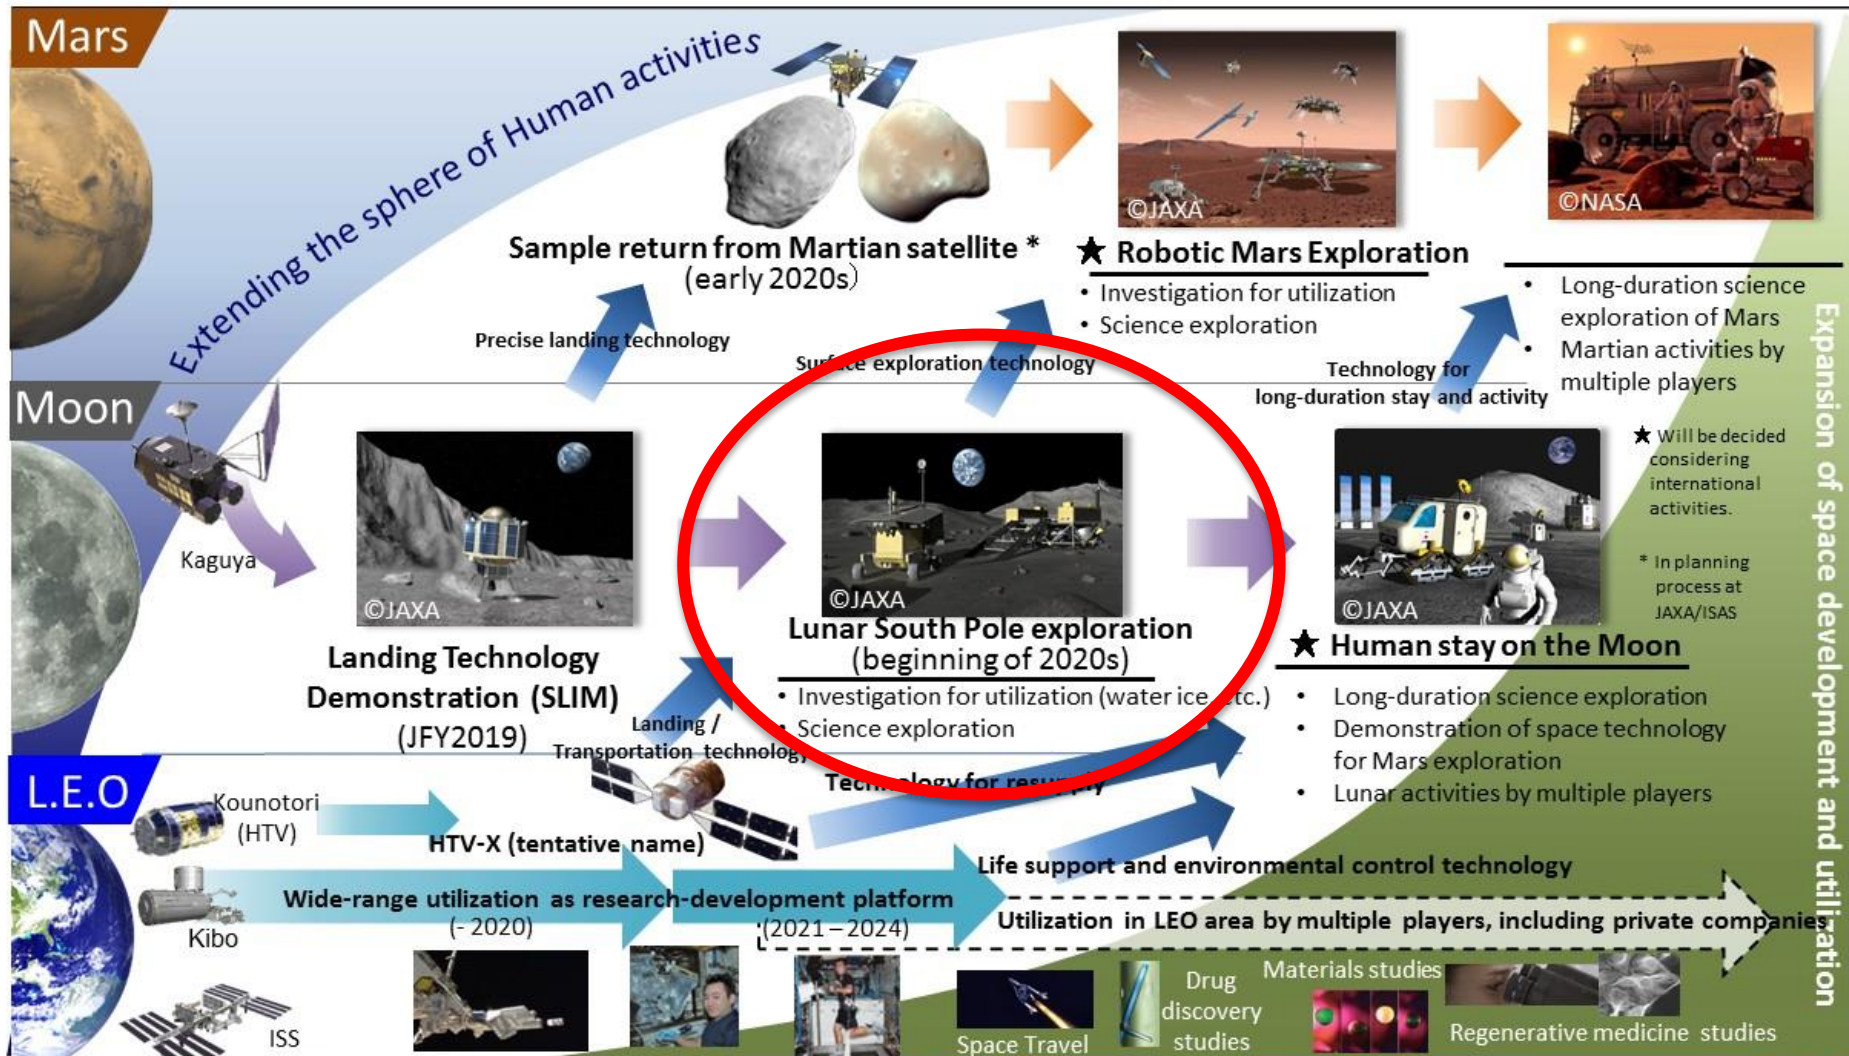 Mars
Extending the sphere of Human activities
©JAXA
©NASA
Sample return from Martian satellite *
(early 2020s)
★ Robotic Mars Exploration
• Investigation for utilization
• Science exploration
• Long-duration science
exploration of Mars
• Martian activities by
multiple players
Precise landing technology
Surface exploration technology
Technology for
long-duration stay and activity
Moon
Kaguya
©JAXA
©JAXA
©JAXA
★ Will be decided
considering
international
activities.
* In planning
process at
JAXA/ISAS
Landing Technology
Demonstration (SLIM)
(JFY2019)
Lunar South Pole exploration
(beginning of 2020s)
• Investigation for utilization (water ice, etc.)
• Science exploration
★ Human stay on the Moon
• Long-duration science exploration
• Demonstration of space technology
for Mars exploration
• Lunar activities by multiple players
Landing /
Transportation technology
Technology for resupply
L.E.O
Kounotori
(HTV)
HTV-X (tentative name)
Life support and environmental control technology
Kibo
Wide-range utilization as research-development platform
(- 2020)
(2021 – 2024)
Utilization in LEO area by multiple players, including private companies
ISS
Space Travel
Drug
discovery
studies
Materials studies
Regenerative medicine studies
Expansion of space development and utilization